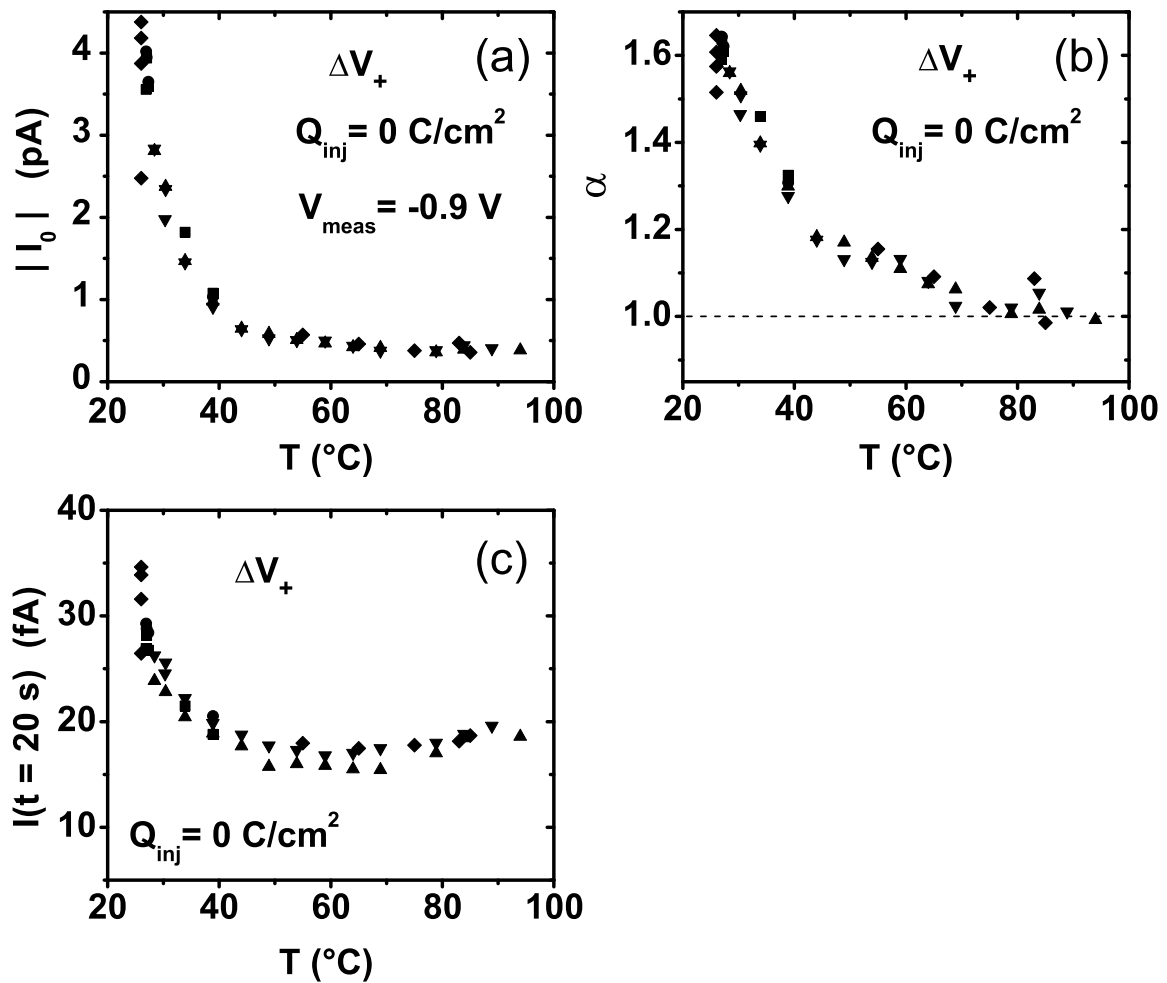 (a)
ΔV+
Qinj= 0 C/cm2
Vmeas= -0.9 V
| I0 | (pA)
4
3
2
1
0
20 40 60 80 100
T (°C)
(b)
ΔV+
Qinj= 0 C/cm2
α
1.6
1.4
1.2
1.0
20 40 60 80 100
T (°C)
(c)
ΔV+
Qinj= 0 C/cm2
I(t = 20 s) (fA)
40
30
20
10
20 40 60 80 100
T (°C)